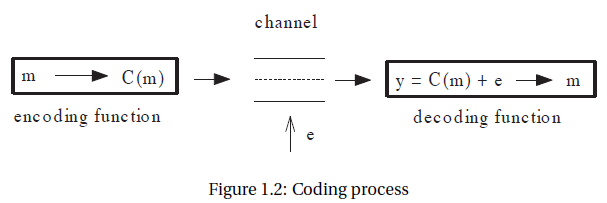 channel
m C(m)
y = C(m) + e m
encoding function
e
decoding function
Figure 1.2: Coding process